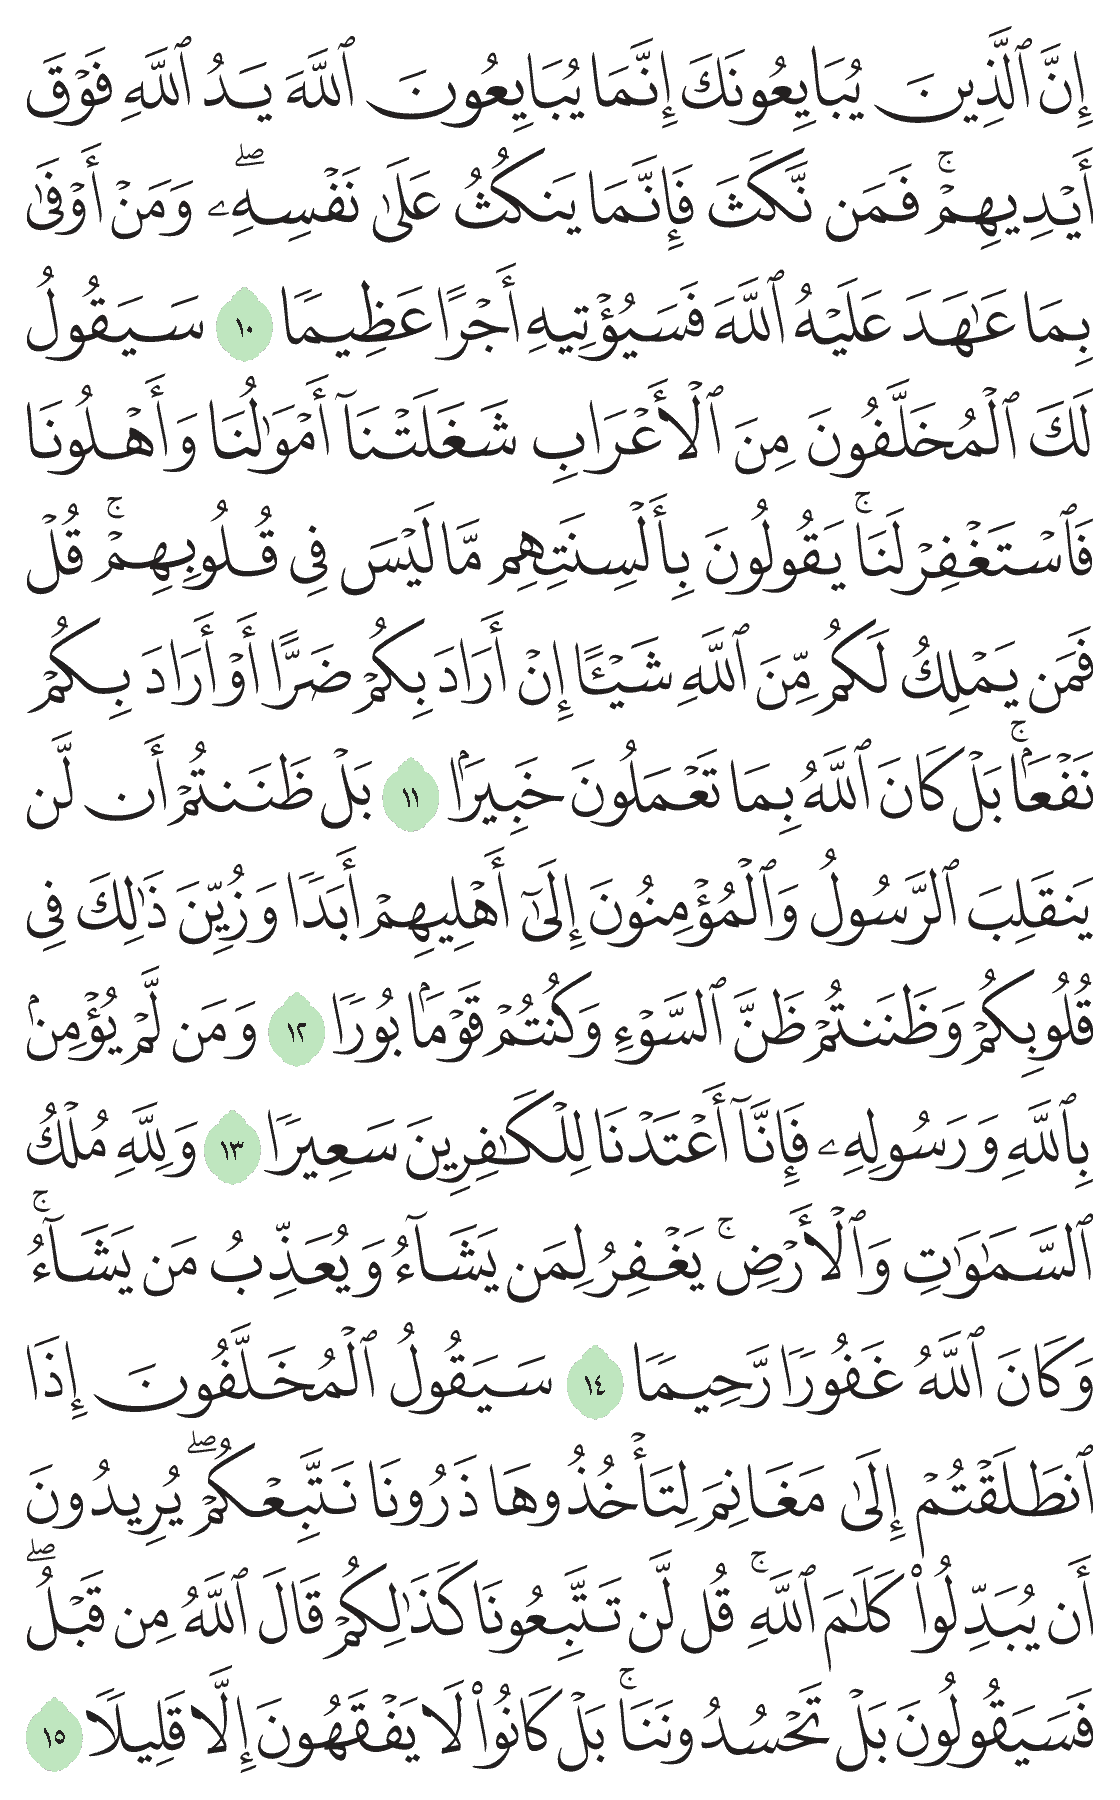 إِنَّ ٱلَّذِينَ يُبَايِعُونَكَ إِنَّمَا يُبَايِعُونَ ٱللَّهَ يَدُ ٱللَّهِ فَوْقَ
أَيْدِيهِمْۚ فَمَن نَّكَثَ فَإِنَّمَا يَنكُثُ عَلَىٰ نَفْسِهِۦۖ وَمَنْ أَوْفَىٰ
بِمَا عَـٰهَدَ عَلَيْهُ ٱللَّهَ فَسَيُؤْتِيهِ أَجْرًا عَظِيمًا ١٠ سَيَقُولُ
لَكَ ٱلْمُخَلَّفُونَ مِنَ ٱلْأَعْرَابِ شَغَلَتْنَآ أَمْوَٰلُنَا وَأَهْلُونَا
فَٱسْتَغْفِرْ لَنَاۚ يَقُولُونَ بِأَلْسِنَتِهِم مَّا لَيْسَ فِى قُلُوبِهِمْۚ قُلْ
فَمَن يَمْلِكُ لَكُم مِّنَ ٱللَّهِ شَيْـًٔا إِنْ أَرَادَ بِكُمْ ضَرًّا أَوْ أَرَادَ بِكُمْ
نَفْعَۢاۚ بَلْ كَانَ ٱللَّهُ بِمَا تَعْمَلُونَ خَبِيرَۢا ١١ بَلْ ظَنَنتُمْ أَن لَّن
يَنقَلِبَ ٱلرَّسُولُ وَٱلْمُؤْمِنُونَ إِلَىٰٓ أَهْلِيهِمْ أَبَدًا وَزُيِّنَ ذَٰلِكَ فِى
قُلُوبِكُمْ وَظَنَنتُمْ ظَنَّ ٱلسَّوْءِ وَكُنتُمْ قَوْمَۢا بُورًا ١٢ وَمَن لَّمْ يُؤْمِنۢ
بِٱللَّهِ وَرَسُولِهِۦ فَإِنَّآ أَعْتَدْنَا لِلْكَـٰفِرِينَ سَعِيرًا ١٣ وَلِلَّهِ مُلْكُ
ٱلسَّمَـٰوَٰتِ وَٱلْأَرْضِۚ يَغْفِرُ لِمَن يَشَآءُ وَيُعَذِّبُ مَن يَشَآءُۚ
وَكَانَ ٱللَّهُ غَفُورًا رَّحِيمًا ١٤ سَيَقُولُ ٱلْمُخَلَّفُونَ إِذَا
ٱنطَلَقْتُمْ إِلَىٰ مَغَانِمَ لِتَأْخُذُوهَا ذَرُونَا نَتَّبِعْكُمْۖ يُرِيدُونَ
أَن يُبَدِّلُوا۟ كَلَـٰمَ ٱللَّهِۚ قُل لَّن تَتَّبِعُونَا كَذَٰلِكُمْ قَالَ ٱللَّهُ مِن قَبْلُۖ
فَسَيَقُولُونَ بَلْ تَحْسُدُونَنَاۚ بَلْ كَانُوا۟ لَا يَفْقَهُونَ إِلَّا قَلِيلًا ١٥